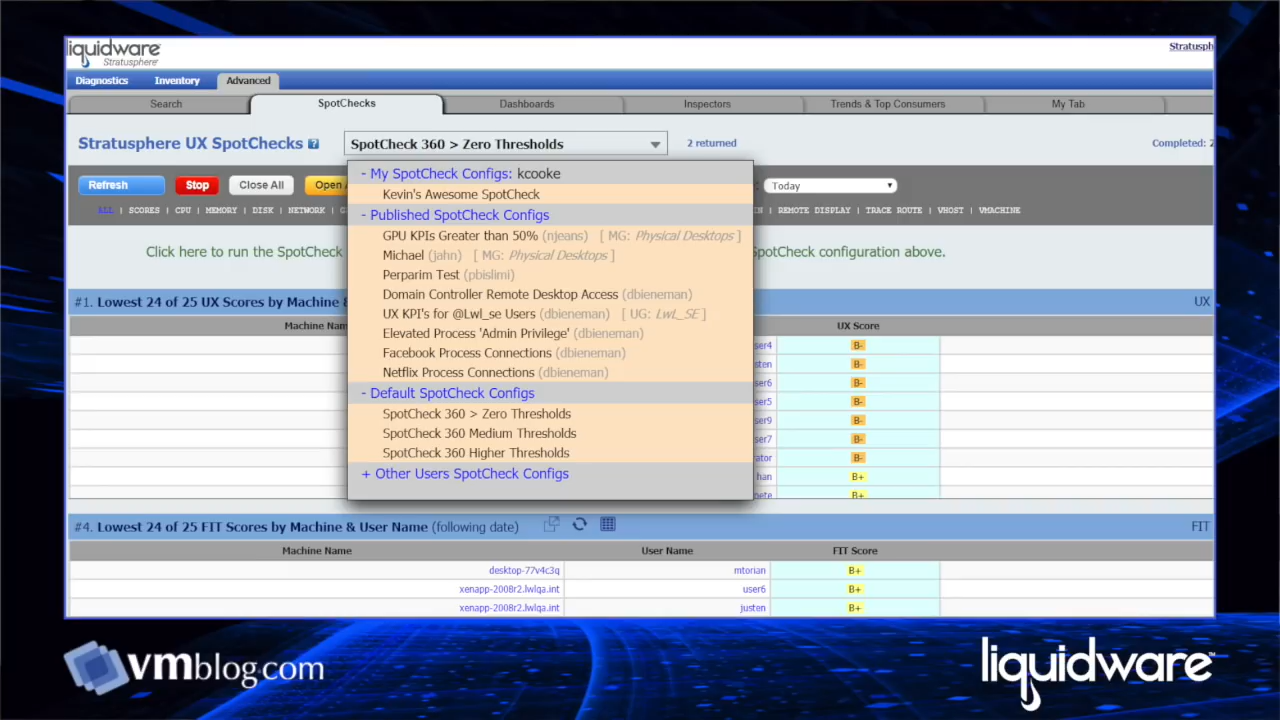 liquidware
Stratusphere
Stratusph
Diagnostics Inventory Advanced
Search SpotChecks Dashboards Inspectors Trends & Top Consumers My Tab
Stratusphere UX SpotChecks ? SpotCheck 360 > Zero Thresholds 2 returned Completed: 2
Refresh Stop Close All Open Today
ALL | SCORES | CPU | MEMORY | DISK | NETWORK | | REMOTE DISPLAY | TRACE ROUTE | VHOST | VMACHINE
Click here to run the SpotCheck SpotCheck configuration above.
- My SpotCheck Configs: kcooke
Kevin's Awesome SpotCheck
- Published SpotCheck Configs
GPU KPIs Greater than 50% (njeans) [ MG: Physical Desktops ]
Michael (jahn) [ MG: Physical Desktops ]
Perparim Test (pbislimi)
Domain Controller Remote Desktop Access (dbieneman)
UX KPI's for @Lwl_se Users (dbieneman) [ UG: LwL_SE ]
Elevated Process 'Admin Privilege' (dbieneman)
Facebook Process Connections (dbieneman)
Netflix Process Connections (dbieneman)
- Default SpotCheck Configs
SpotCheck 360 > Zero Thresholds
SpotCheck 360 Medium Thresholds
SpotCheck 360 Higher Thresholds
+ Other Users SpotCheck Configs
#1. Lowest 24 of 25 UX Scores by Machine & UX
Machine Nam UX Score
ser4 B-
sten B-
ser6 B-
ser5 B-
ser9 B-
ser7 B-
rator B-
han B+
pete B+
#4. Lowest 24 of 25 FIT Scores by Machine & User Name (following date) FIT
Machine Name User Name FIT Score
desktop-77v4c3q mtorian B+
xenapp-2008r2.lwlqa.int user6 B+
xenapp-2008r2.lwlqa.int justen B+
vmblog.com
liquidware™